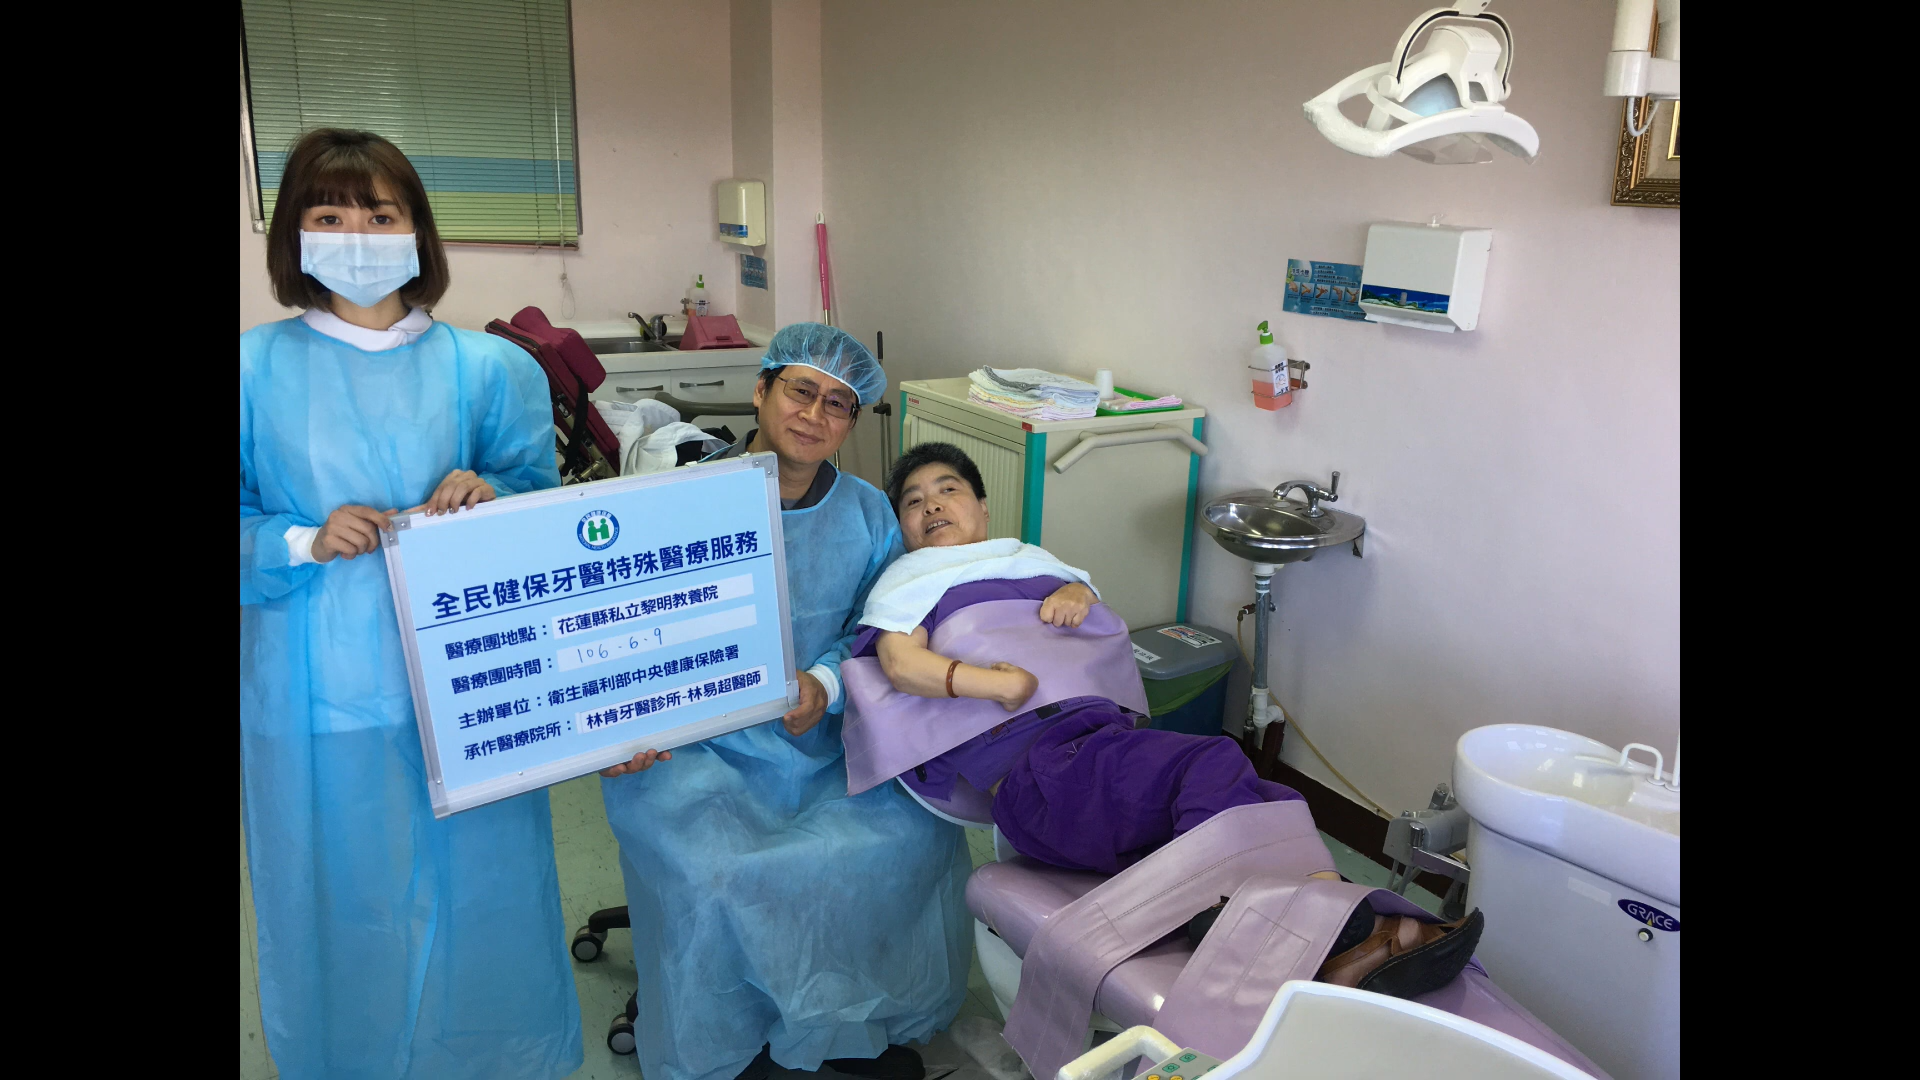 全民健保牙醫特殊醫療服務
醫療團地點：花蓮縣私立黎明教養院
醫療團時間：106.6.9
主辦單位：衛生福利部中央健康保險署
承作醫療院所：林肯牙醫診所-林易超醫師
GRACE